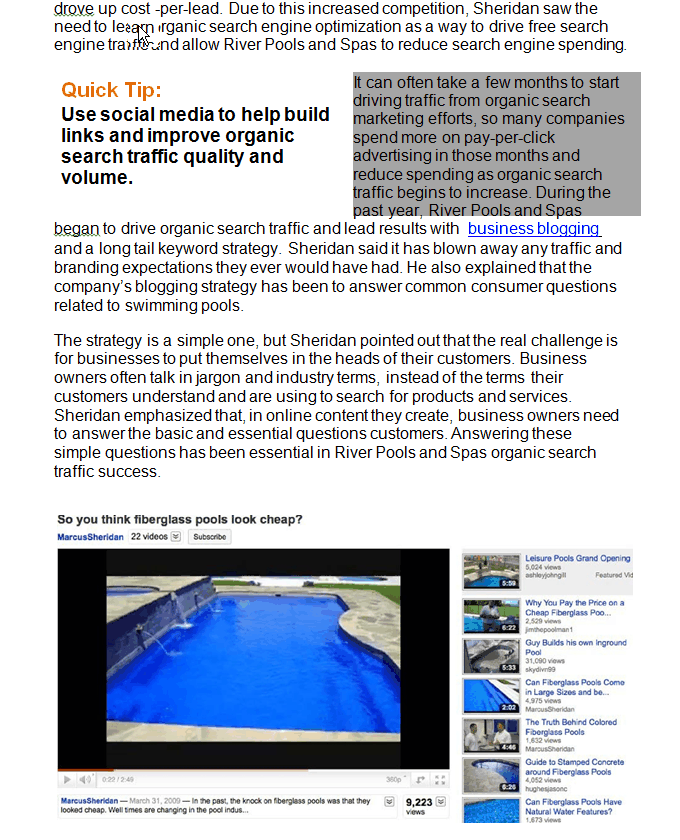 drove up cost -per-lead. Due to this increased competition, Sheridan saw the
need to learn organic search engine optimization as a way to drive free search
engine traffic and allow River Pools and Spas to reduce search engine spending.
Quick Tip:
Use social media to help build
links and improve organic
search traffic quality and
volume.
It can often take a few months to start
driving traffic from organic search
marketing efforts, so many companies
spend more on pay-per-click
advertising in those months and
reduce spending as organic search
traffic begins to increase. During the
past year, River Pools and Spas
began to drive organic search traffic and lead results with business blogging
and a long tail keyword strategy. Sheridan said it has blown away any traffic and
branding expectations they ever would have had. He also explained that the
company's blogging strategy has been to answer common consumer questions
related to swimming pools.
The strategy is a simple one, but Sheridan pointed out that the real challenge is
for businesses to put themselves in the heads of their customers. Business
owners often talk in jargon and industry terms, instead of the terms their
customers understand and are using to search for products and services.
Sheridan emphasized that, in online content they create, business owners need
to answer the basic and essential questions customers. Answering these
simple questions has been essential in River Pools and Spas organic search
traffic success.
So you think fiberglass pools look cheap?
MarcusSheridan 22 videos Subscribe
0:22 / 2:49 360p
MarcusSheridan — March 31, 2009 — In the past, the knock on fiberglass pools was that they
looked cheap. Well times are changing in the pool indus...
9,223
views
Leisure Pools Grand Opening
5,024 views
ashleyjohngill Featured Vid
5:59
Why You Pay the Price on a
Cheap Fiberglass Poo...
2,529 views
jimthepoolman1
6:22
Guy Builds his own Inground
Pool
31,090 views
skydivn99
5:33
Can Fiberglass Pools Come
in Large Sizes and be...
4,975 views
MarcusSheridan
2:02
The Truth Behind Colored
Fiberglass Pools
1,632 views
MarcusSheridan
4:46
Guide to Stamped Concrete
around Fiberglass Pools
4,052 views
hughesjasonc
6:26
Can Fiberglass Pools Have
Natural Water Features?
1,673 views